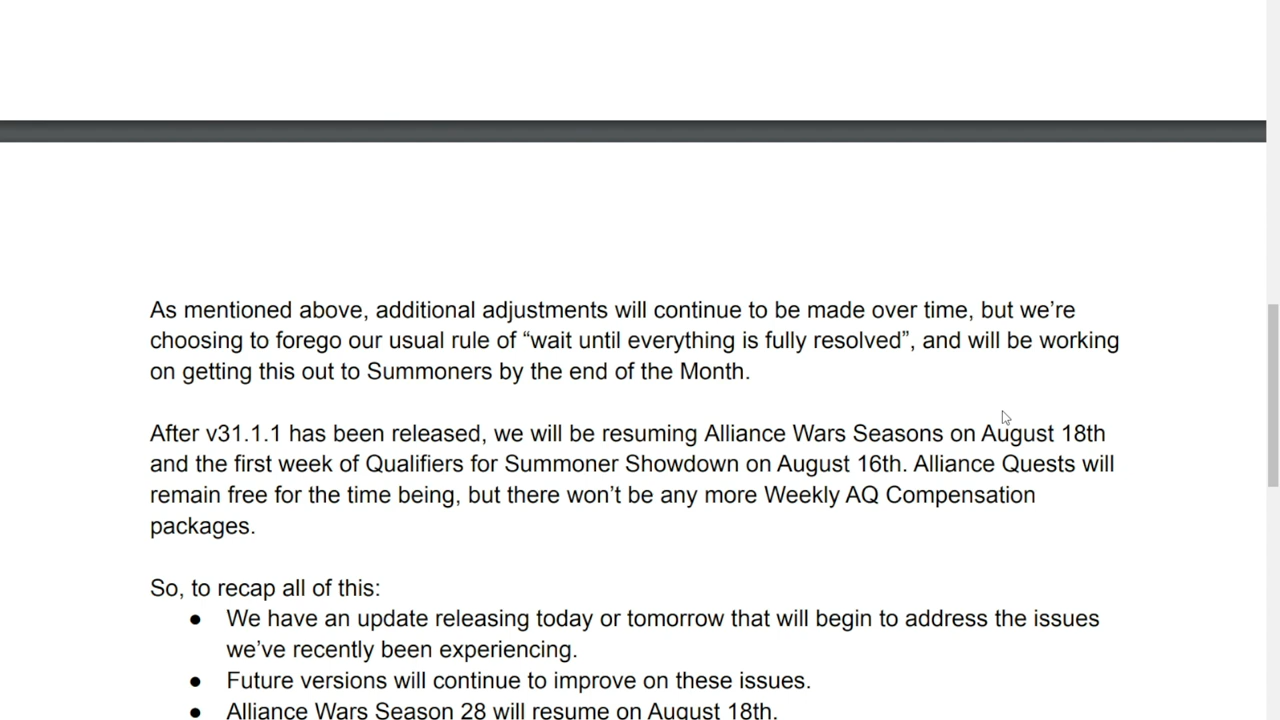 As mentioned above, additional adjustments will continue to be made over time, but we're
choosing to forego our usual rule of “wait until everything is fully resolved”, and will be working
on getting this out to Summoners by the end of the Month.
After v31.1.1 has been released, we will be resuming Alliance Wars Seasons on August 18th
and the first week of Qualifiers for Summoner Showdown on August 16th. Alliance Quests will
remain free for the time being, but there won't be any more Weekly AQ Compensation
packages.
So, to recap all of this:
● We have an update releasing today or tomorrow that will begin to address the issues
we've recently been experiencing.
● Future versions will continue to improve on these issues.
● Alliance Wars Season 28 will resume on August 18th.